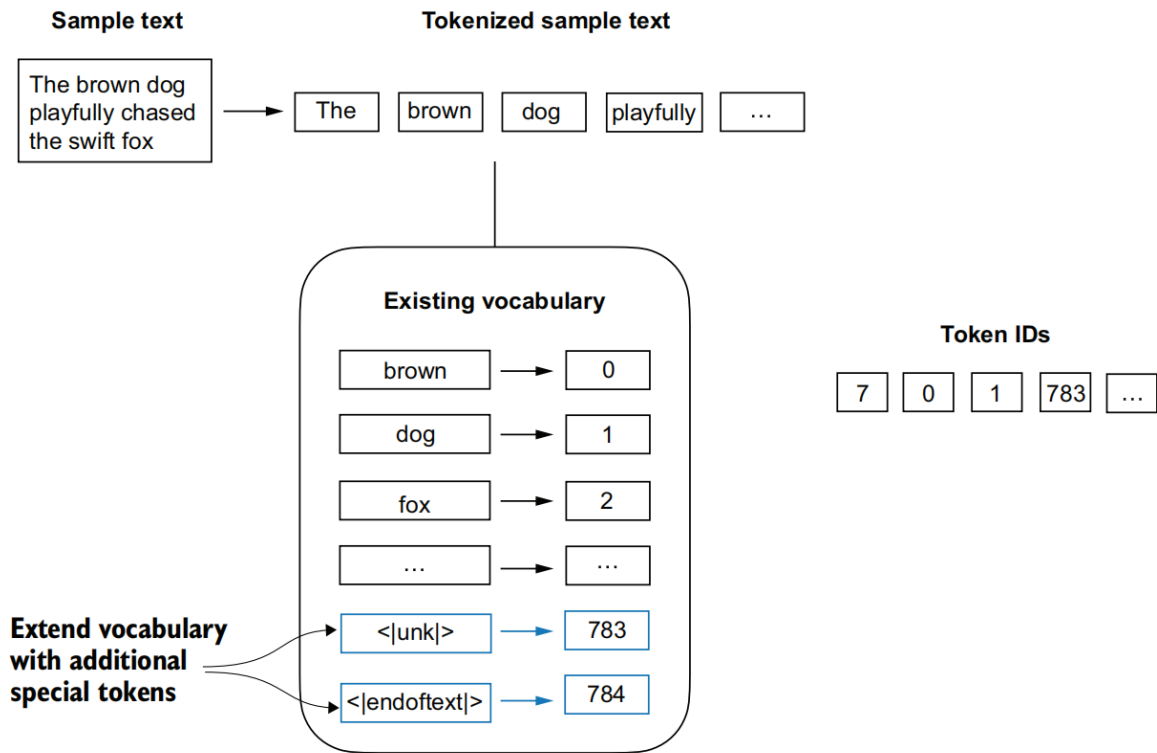 Sample text
Tokenized sample text
The brown dog
playfully chased
the swift fox
The
brown
dog
playfully
...
Existing vocabulary
brown
0
dog
1
fox
2
...
...
<|unk|>
783
<|endoftext|>
784
Extend vocabulary
with additional
special tokens
Token IDs
7
0
1
783
...